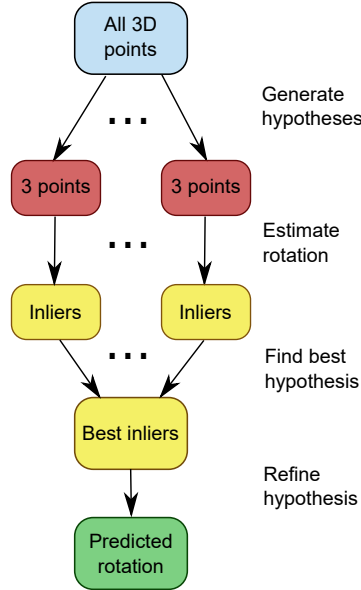 All 3D
points
Generate
hypotheses
...
3 points
3 points
Estimate
rotation
...
Inliers
Inliers
Find best
hypothesis
...
Best inliers
Refine
hypothesis
Predicted
rotation